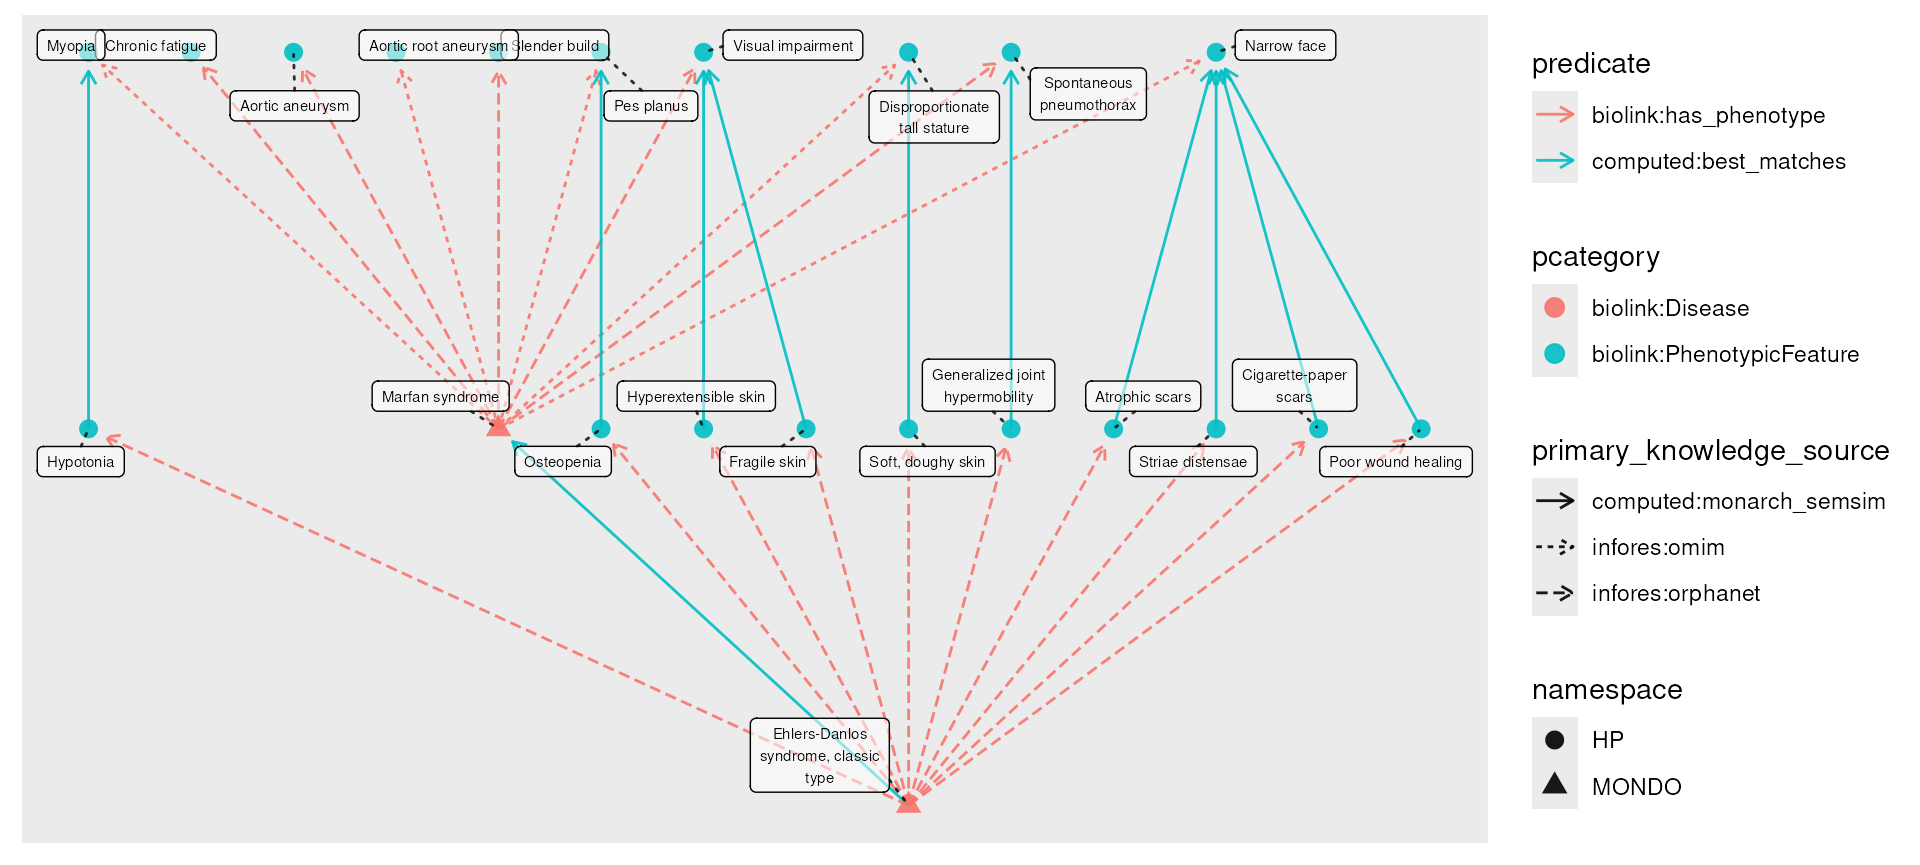 Myopia
Chronic fatigue
Aortic root aneurysm
Slender build
Visual impairment
Narrow face
Aortic aneurysm
Pes planus
Disproportionate
tall stature
Spontaneous
pneumothorax
Marfan syndrome
Hyperextensible skin
Generalized joint
hypermobility
Atrophic scars
Cigarette-paper
scars
Hypotonia
Osteopenia
Fragile skin
Soft, doughy skin
Striae distensae
Poor wound healing
Ehlers-Danlos
syndrome, classic
type
predicate
biolink:has_phenotype
computed:best_matches
pcategory
biolink:Disease
biolink:PhenotypicFeature
primary_knowledge_source
computed:monarch_semsim
infores:omim
infores:orphanet
namespace
HP
MONDO